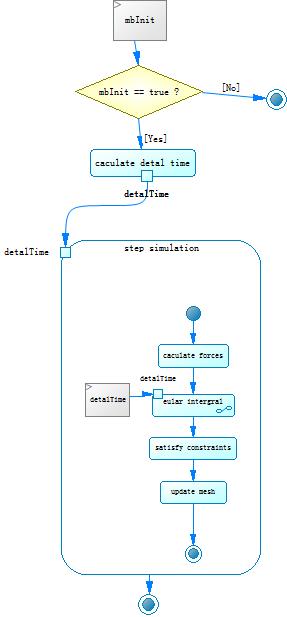 mbInit
mbInit == true ?
[No]
[Yes]
caculate detal time
detalTime
detalTime
step simulation
caculate forces
detalTime
detalTime
eular intergral
satisfy constraints
update mesh